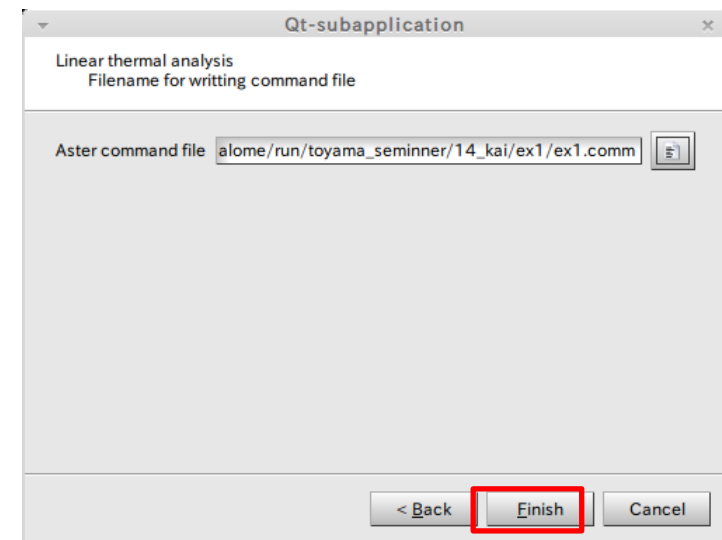 Qt-subapplication
Linear thermal analysis
Filename for writting command file
Aster command file alome/run/toyama_seminner/14_kai/ex1/ex1.comm
< Back Finish Cancel